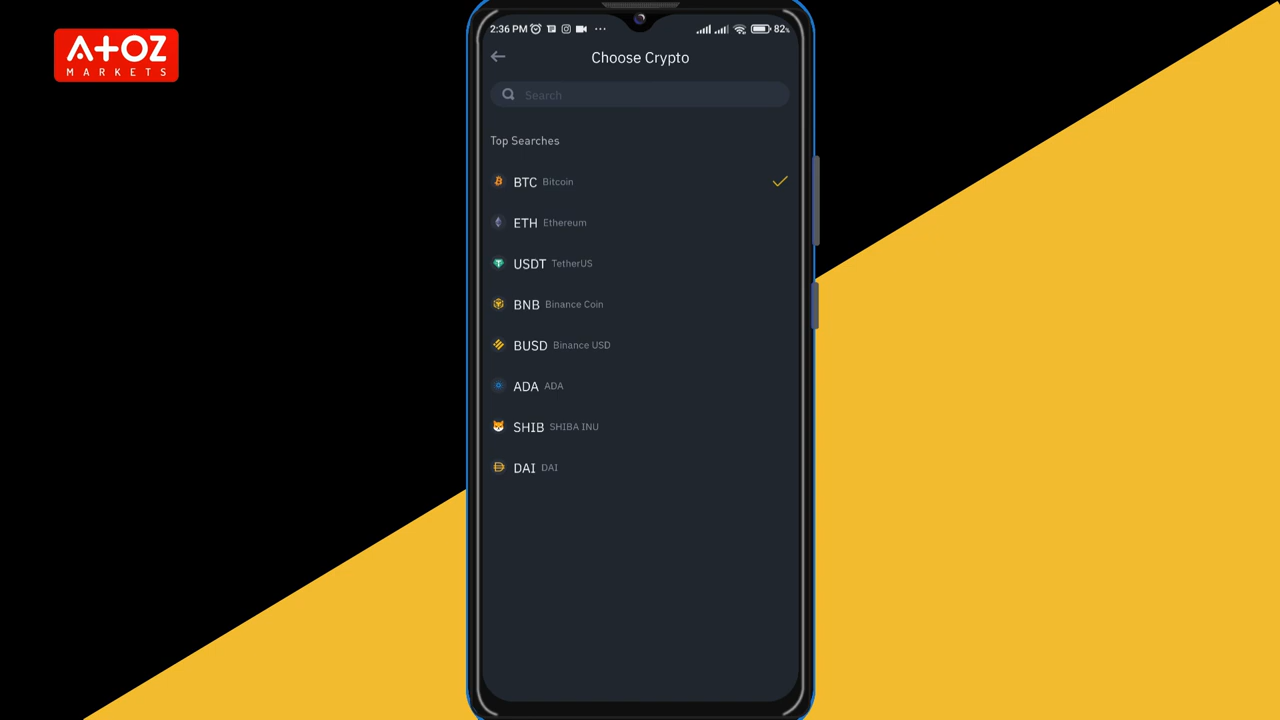 A+OZ
MARKETS
2:36 PM
82%
Choose Crypto
Search
Top Searches
BTC Bitcoin
ETH Ethereum
USDT TetherUS
BNB Binance Coin
BUSD Binance USD
ADA ADA
SHIB SHIBA INU
DAI DAI